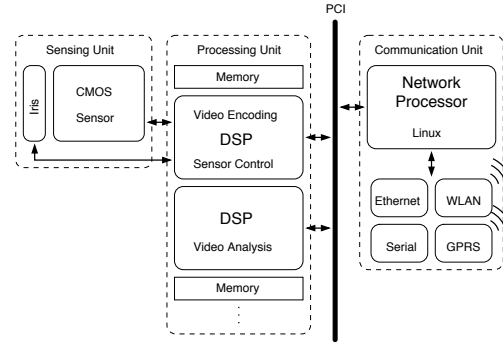 PCI
Sensing Unit
Iris
CMOS
Sensor
Processing Unit
Memory
Video Encoding
DSP
Sensor Control
DSP
Video Analysis
Memory
Communication Unit
Network
Processor
Linux
Ethernet
WLAN
Serial
GPRS